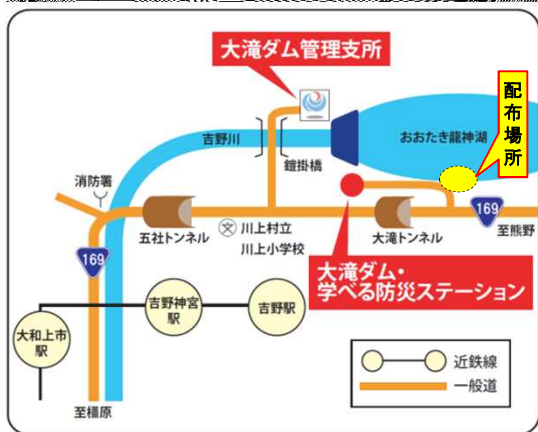 大滝ダム管理支所
配布場所
吉野川
おおたき龍神湖
鎧掛橋
消防署
五社トンネル
文
川上村立
川上小学校
大滝トンネル
169
至熊野
169
大滝ダム・
学べる防災ステーション
吉野神宮
駅
吉野駅
大和上市
駅
近鉄線
一般道
至橿原